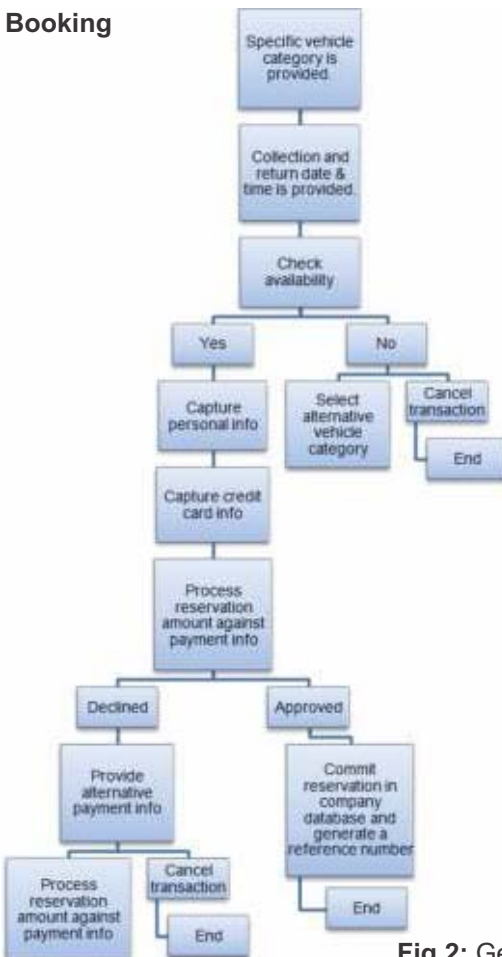 Booking
Specific vehicle
category is
provided.
Collection and
return date &
time is provided.
Check
availability
Yes
No
Capture
personal info
Select
alternative
vehicle
category
Cancel
transaction
End
Capture credit
card info
Process
reservation
amount against
payment info
Declined
Approved
Provide
alternative
payment info
Commit
reservation in
company
database and
generate a
reference number
Process
reservation
amount against
payment info
Cancel
transaction
End
End
Fig 2: Ge